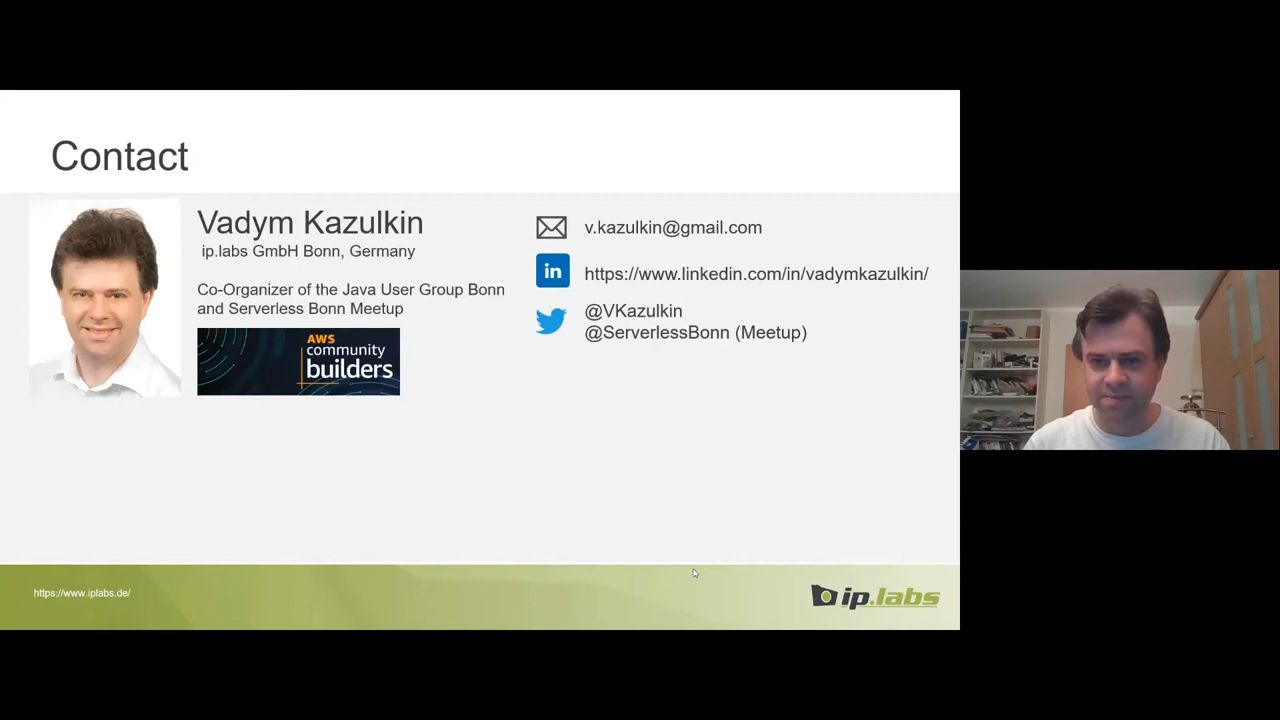 Contact
Vadym Kazulkin
ip.labs GmbH Bonn, Germany
Co-Organizer of the Java User Group Bonn
and Serverless Bonn Meetup
AWS
community
builders
v.kazulkin@gmail.com
in
https://www.linkedin.com/in/vadymkazulkin/
@VKazulkin
@ServerlessBonn (Meetup)
https://www.iplabs.de/
ip.labs